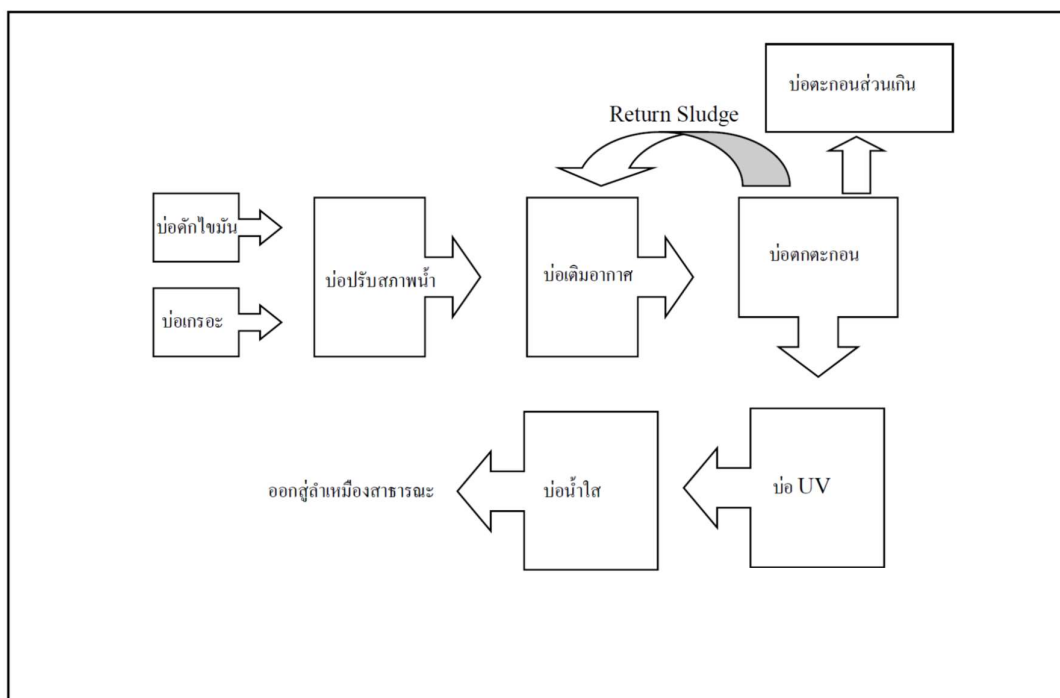 บ่อตะกอนส่วนเกิน
Return Sludge
บ่อดักไขมัน
บ่อปรับสภาพน้ำ
บ่อเติมอากาศ
บ่อตกตะกอน
บ่อเกรอะ
ออกสู่ลำเหมืองสาธารณะ
บ่อน้ำใส
บ่อ UV